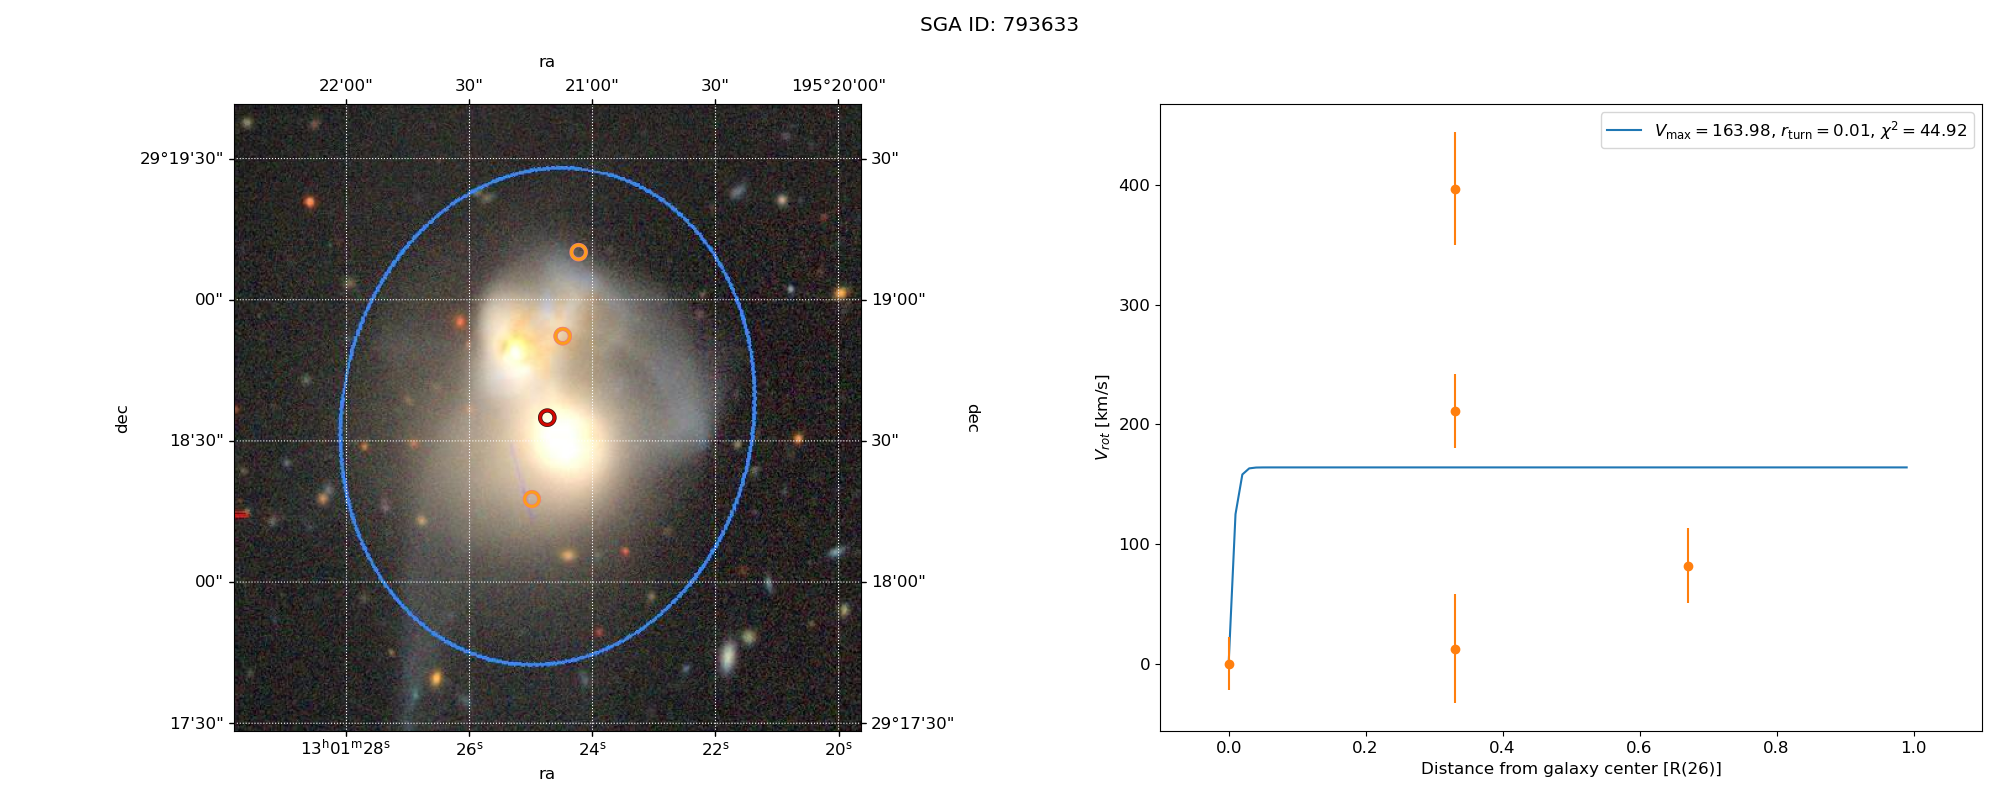 SGA ID: 793633
ra
22'00" 30" 21'00" 30" 195°20'00"
29°19'30" 30"
00" 19'00"
18'30" 30"
00" 18'00"
17'30" 29°17'30"
dec
dec
13h01m28s 26s 24s 22s 20s
ra
Vmax = 163.98, rturn = 0.01, χ² = 44.92
Vrot [km/s]
400
300
200
100
0
0.0 0.2 0.4 0.6 0.8 1.0
Distance from galaxy center [R(26)]